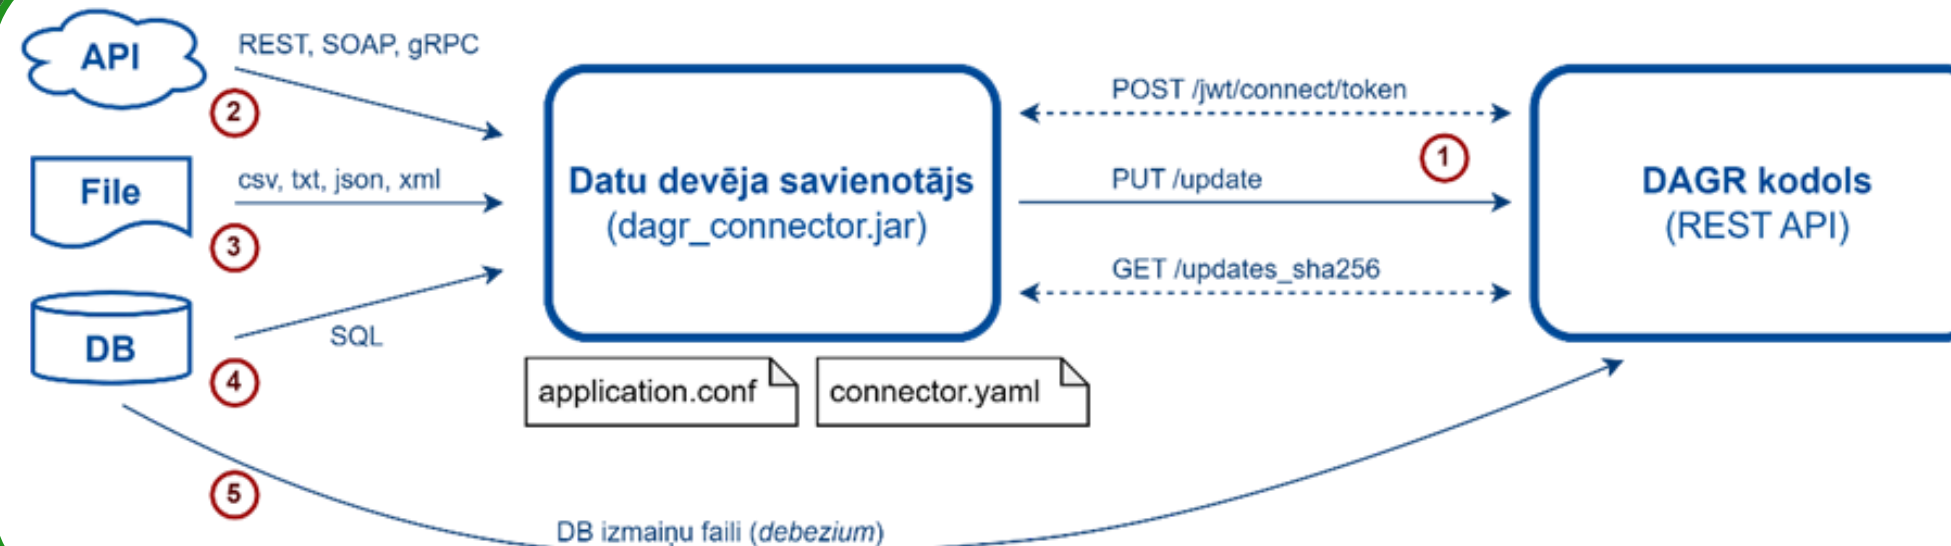 API
REST, SOAP, gRPC
2
File
csv, txt, json, xml
3
DB
SQL
4
Datu devēja savienotājs
(dagr_connector.jar)
application.conf
connector.yaml
POST /jwt/connect/token
1
PUT /update
GET /updates_sha256
DAGR kodols
(REST API)
5
DB izmaiņu faili (debezium)